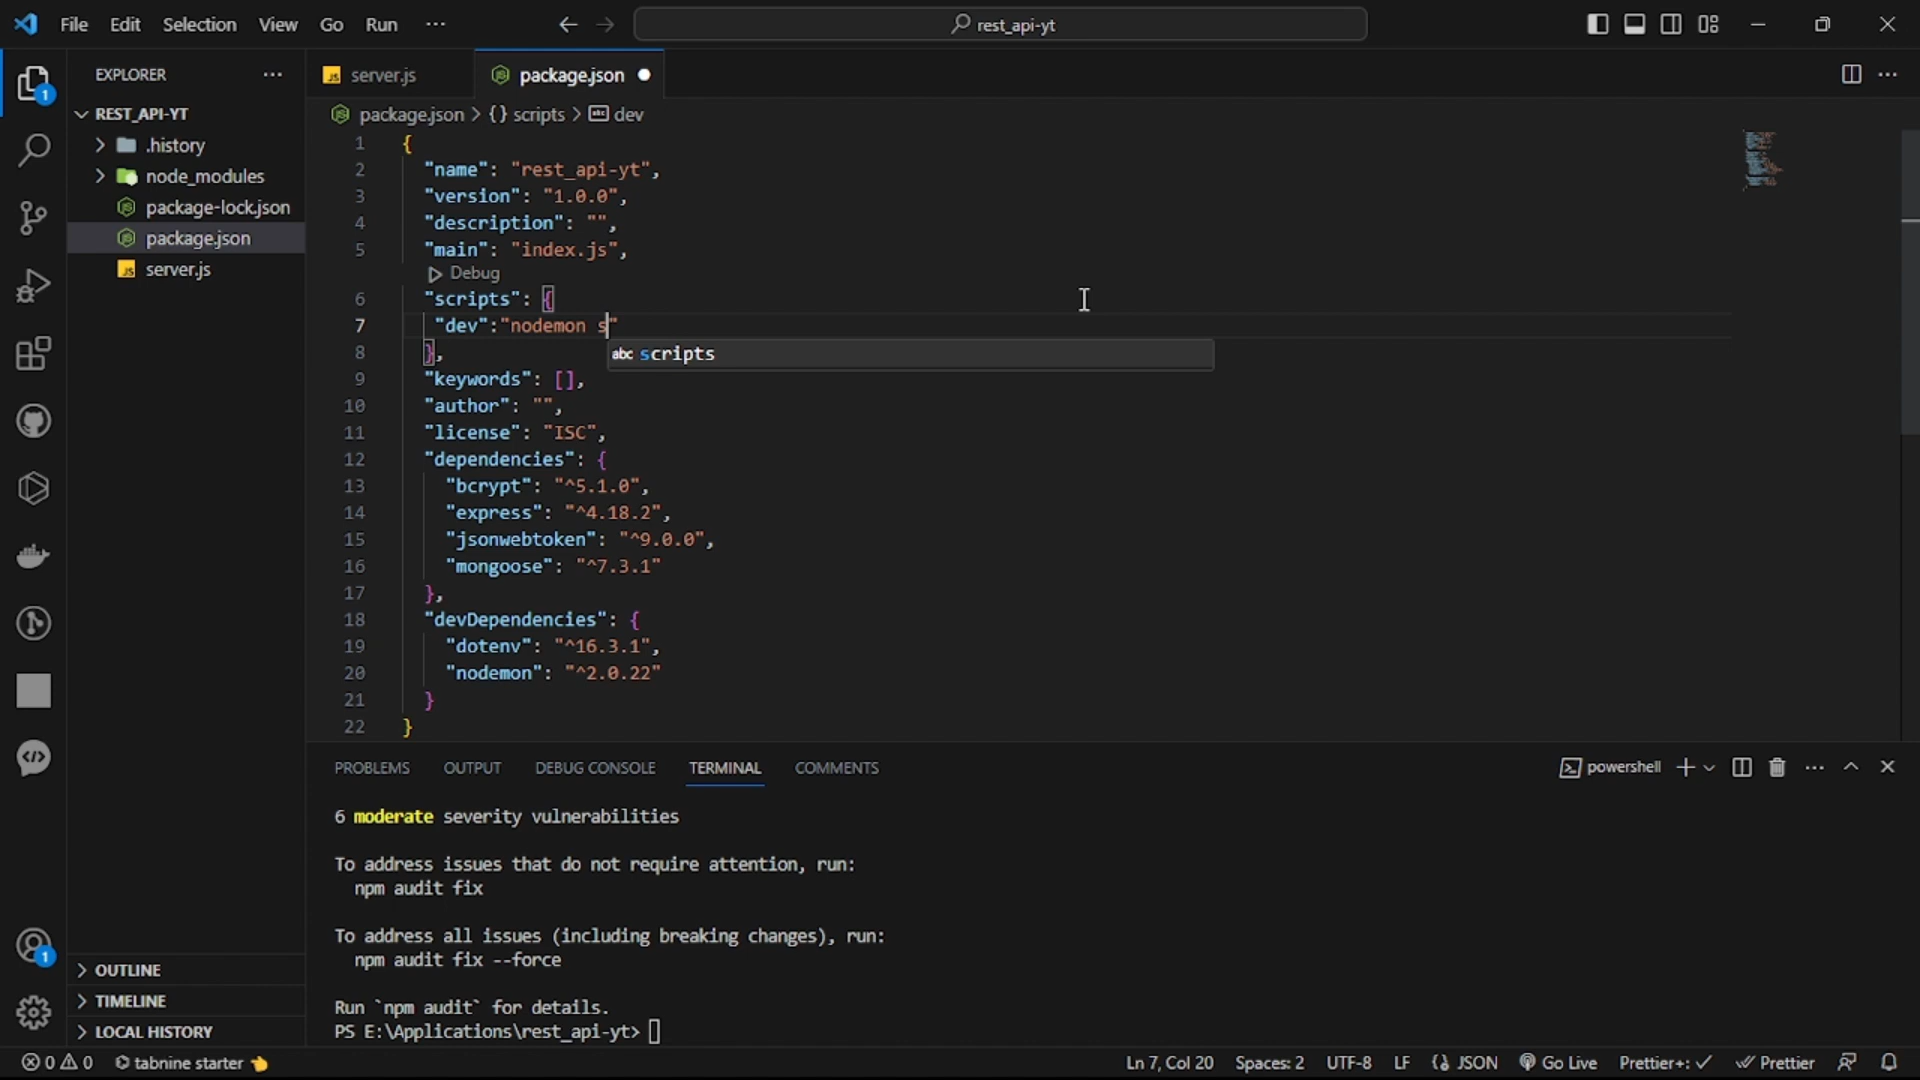 File Edit Selection View Go Run ··· rest_api-yt
EXPLORER ···
server.js package.json
REST_API-YT
.history
node_modules
package-lock.json
package.json
server.js
package.json > {} scripts > abc dev
1 {
2 "name": "rest_api-yt",
3 "version": "1.0.0",
4 "description": "",
5 "main": "index.js",
Debug
6 "scripts": {
7 "dev":"nodemon s"
abc scripts
8 },
9 "keywords": [],
10 "author": "",
11 "license": "ISC",
12 "dependencies": {
13 "bcrypt": "^5.1.0",
14 "express": "^4.18.2",
15 "jsonwebtoken": "^9.0.0",
16 "mongoose": "^7.3.1"
17 },
18 "devDependencies": {
19 "dotenv": "^16.3.1",
20 "nodemon": "^2.0.22"
21 }
22 }
PROBLEMS OUTPUT DEBUG CONSOLE TERMINAL COMMENTS powershell
6 moderate severity vulnerabilities
To address issues that do not require attention, run:
npm audit fix
To address all issues (including breaking changes), run:
npm audit fix --force
Run `npm audit` for details.
PS E:\Applications\rest_api-yt>
1
1
OUTLINE
TIMELINE
LOCAL HISTORY
0 0 tabnine starter Ln 7, Col 20 Spaces: 2 UTF-8 LF {} JSON Go Live Prettier+: ✓ Prettier